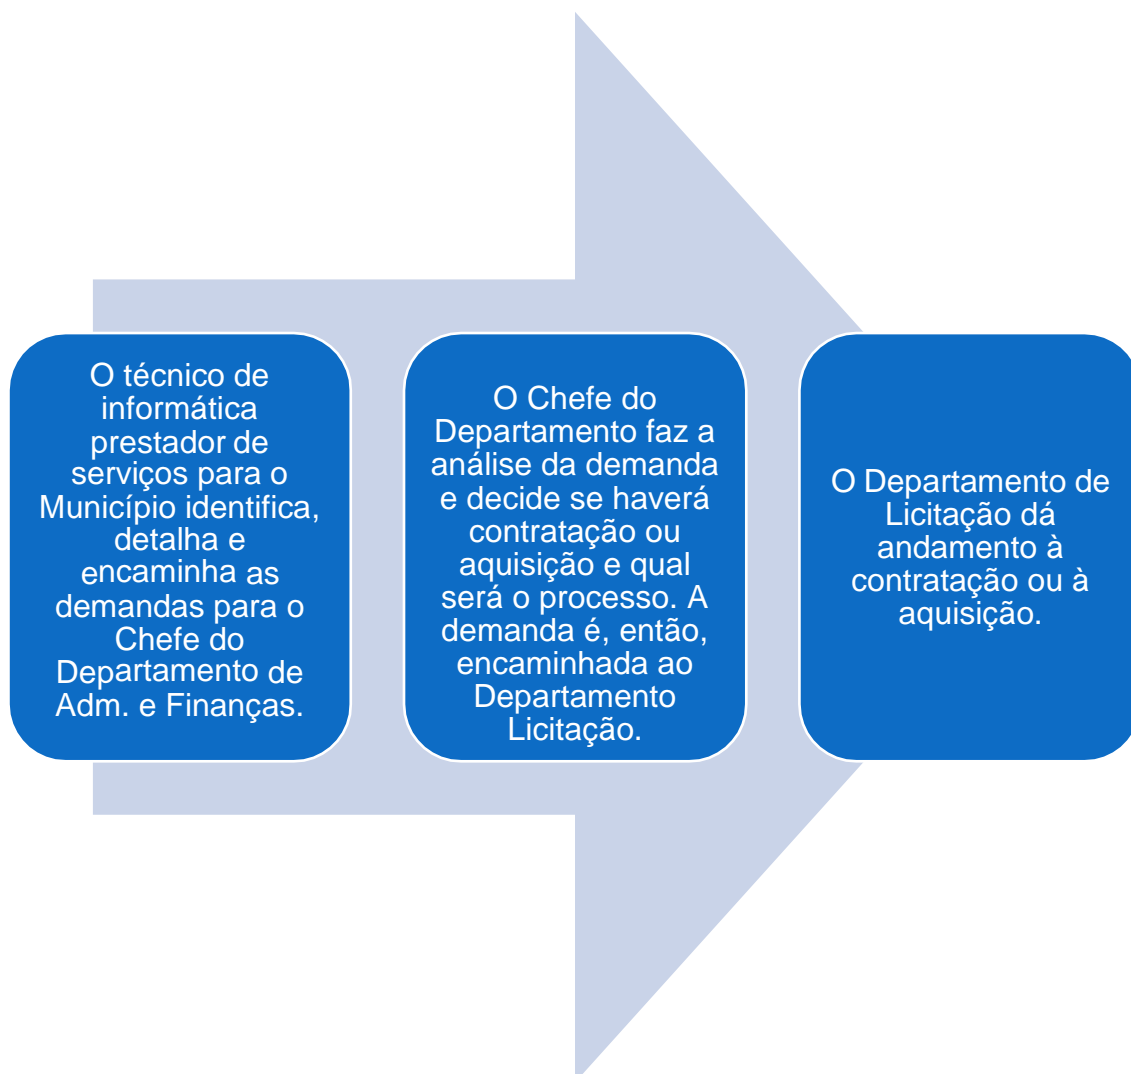 O técnico de
informática
prestador de
serviços para o
Município identifica,
detalha e
encaminha as
demandas para o
Chefe do
Departamento de
Adm. e Finanças.
O Chefe do
Departamento faz a
análise da demanda
e decide se haverá
contratação ou
aquisição e qual
será o processo. A
demanda é, então,
encaminhada ao
Departamento
Licitação.
O Departamento de
Licitação dá
andamento à
contratação ou à
aquisição.